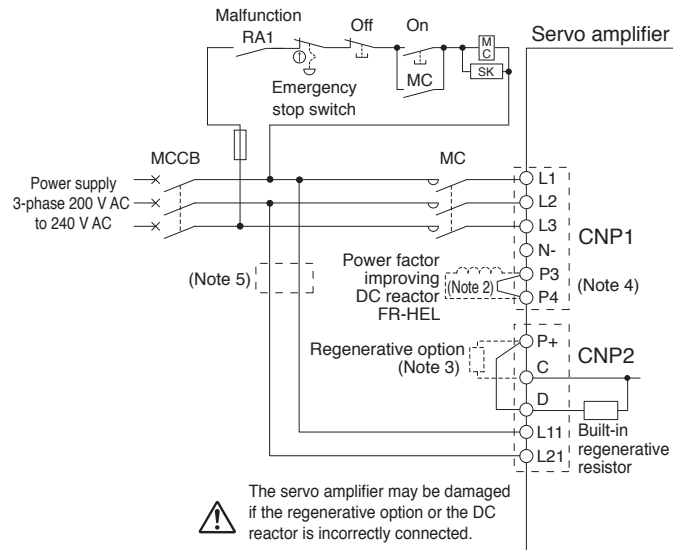 Malfunction
RA1
Off
On
MC
SK
MC
Emergency
stop switch
Servo amplifier
MCCB
MC
Power supply
3-phase 200 V AC
to 240 V AC
L1
L2
L3
N-
P3
P4
CNP1
(Note 4)
(Note 5)
Power factor
improving
DC reactor
FR-HEL
(Note 2)
Regenerative option
(Note 3)
P+
C
D
L11
L21
CNP2
Built-in
regenerative
resistor
The servo amplifier may be damaged
if the regenerative option or the DC
reactor is incorrectly connected.